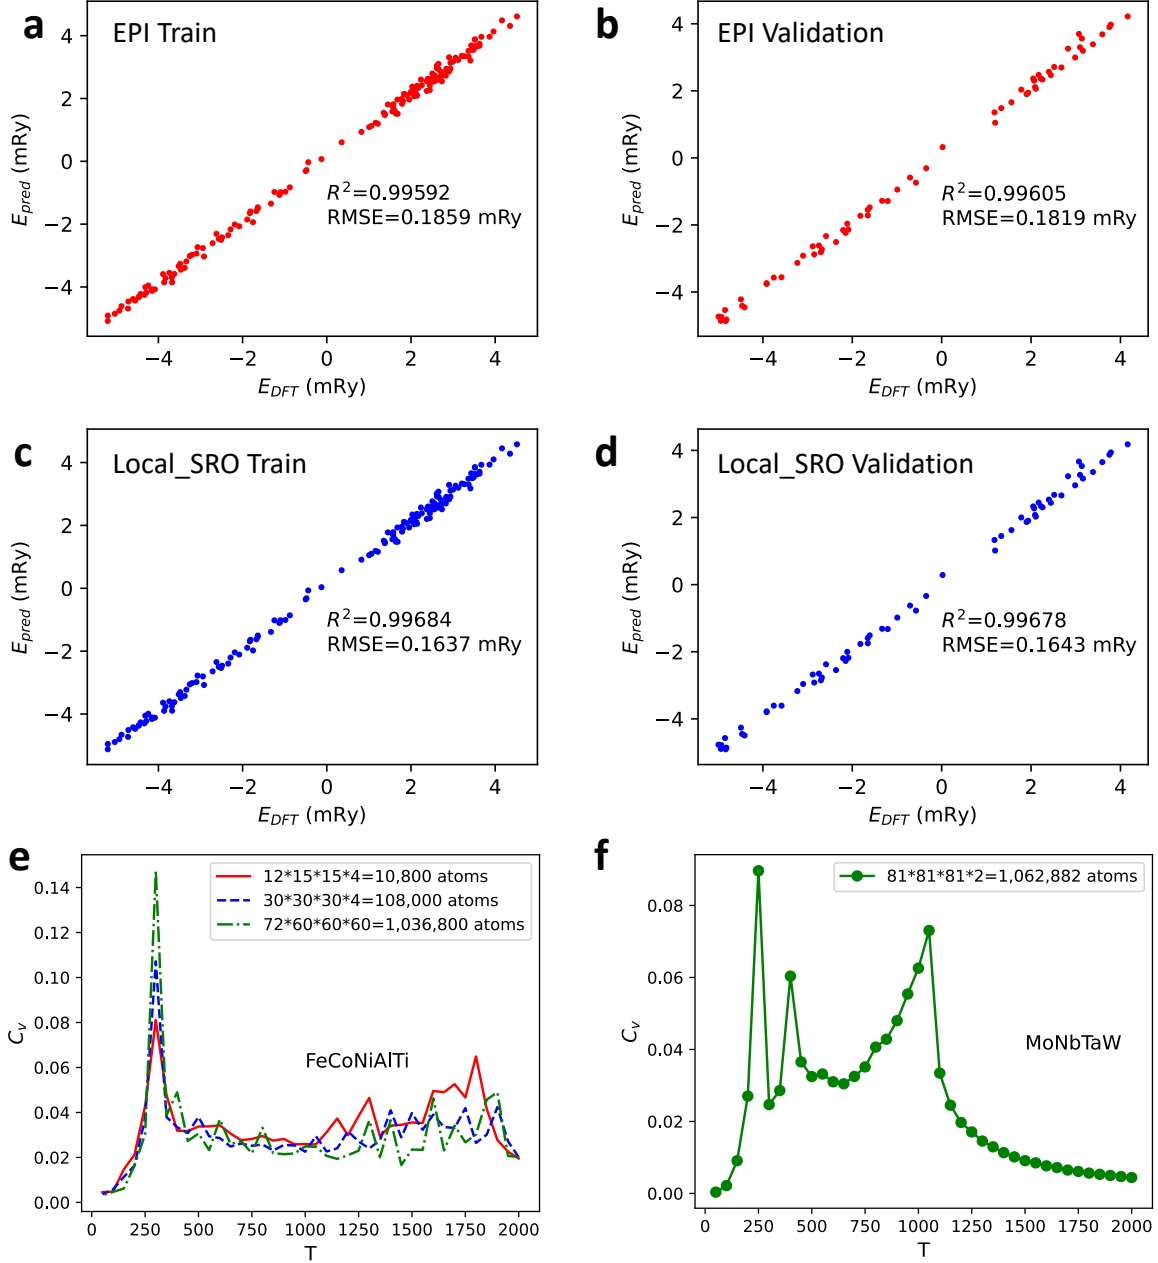 a
EPI Train
4
2
0
−2
−4
E_pred (mRy)
R²=0.99592
RMSE=0.1859 mRy
−4 −2 0 2 4
E_DFT (mRy)
b
EPI Validation
4
2
0
−2
−4
E_pred (mRy)
R²=0.99605
RMSE=0.1819 mRy
−4 −2 0 2 4
E_DFT (mRy)
c
Local_SRO Train
4
2
0
−2
−4
E_pred (mRy)
R²=0.99684
RMSE=0.1637 mRy
−4 −2 0 2 4
E_DFT (mRy)
d
Local_SRO Validation
4
2
0
−2
−4
E_pred (mRy)
R²=0.99678
RMSE=0.1643 mRy
−4 −2 0 2 4
E_DFT (mRy)
e
12*15*15*4=10,800 atoms
30*30*30*4=108,000 atoms
72*60*60*60=1,036,800 atoms
0.14
0.12
0.10
0.08
0.06
0.04
0.02
0.00
C_v
FeCoNiAlTi
0 250 500 750 1000 1250 1500 1750 2000
T
f
81*81*81*2=1,062,882 atoms
0.08
0.06
0.04
0.02
0.00
C_v
MoNbTaW
0 250 500 750 1000 1250 1500 1750 2000
T